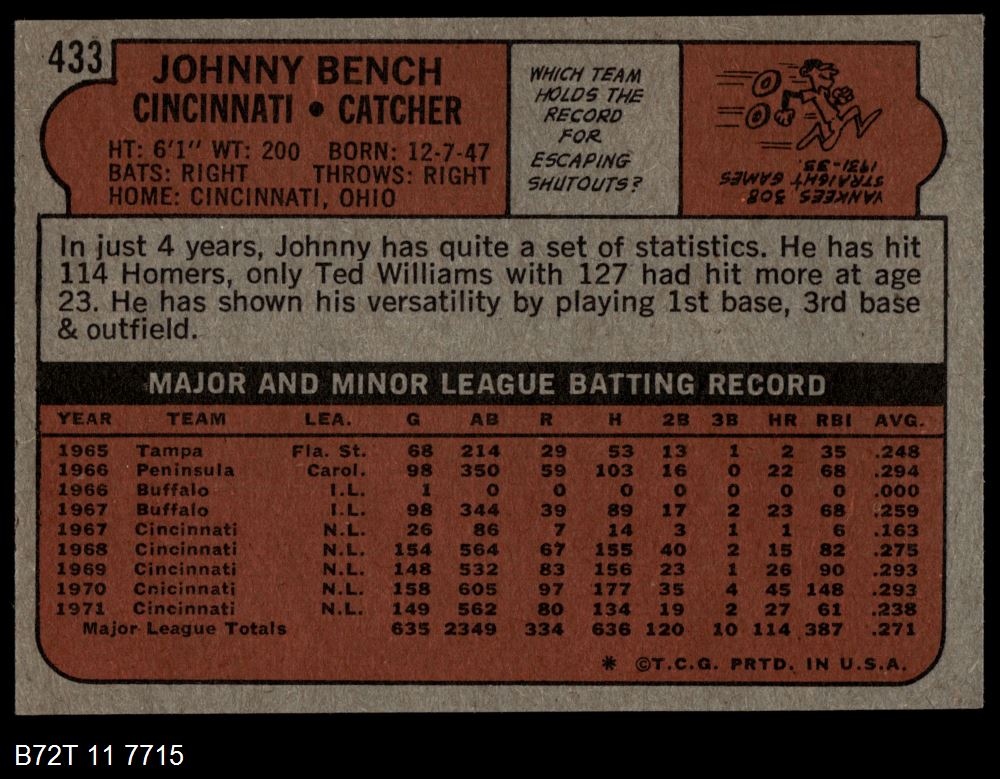 433
JOHNNY BENCH
CINCINNATI • CATCHER
HT: 6'1" WT: 200 BORN: 12-7-47
BATS: RIGHT THROWS: RIGHT
HOME: CINCINNATI, OHIO
WHICH TEAM
HOLDS THE
RECORD
FOR
ESCAPING
SHUTOUTS?
YANKEES, 308
STRAIGHT GAMES
1931-33.
In just 4 years, Johnny has quite a set of statistics. He has hit
114 Homers, only Ted Williams with 127 had hit more at age
23. He has shown his versatility by playing 1st base, 3rd base
& outfield.
MAJOR AND MINOR LEAGUE BATTING RECORD
YEAR TEAM LEA. G AB R H 2B 3B HR RBI AVG.
1965 Tampa Fla. St. 68 214 29 53 13 1 2 35 .248
1966 Peninsula Carol. 98 350 59 103 16 0 22 68 .294
1966 Buffalo I.L. 1 0 0 0 0 0 0 0 .000
1967 Buffalo I.L. 98 344 39 89 17 2 23 68 .259
1967 Cincinnati N.L. 26 86 7 14 3 1 1 6 .163
1968 Cincinnati N.L. 154 564 67 155 40 2 15 82 .275
1969 Cincinnati N.L. 148 532 83 156 23 1 26 90 .293
1970 Cnicinnati N.L. 158 605 97 177 35 4 45 148 .293
1971 Cincinnati N.L. 149 562 80 134 19 2 27 61 .238
Major League Totals 635 2349 334 636 120 10 114 387 .271
* ©T.C.G. PRTD. IN U.S.A.
B72T 11 7715